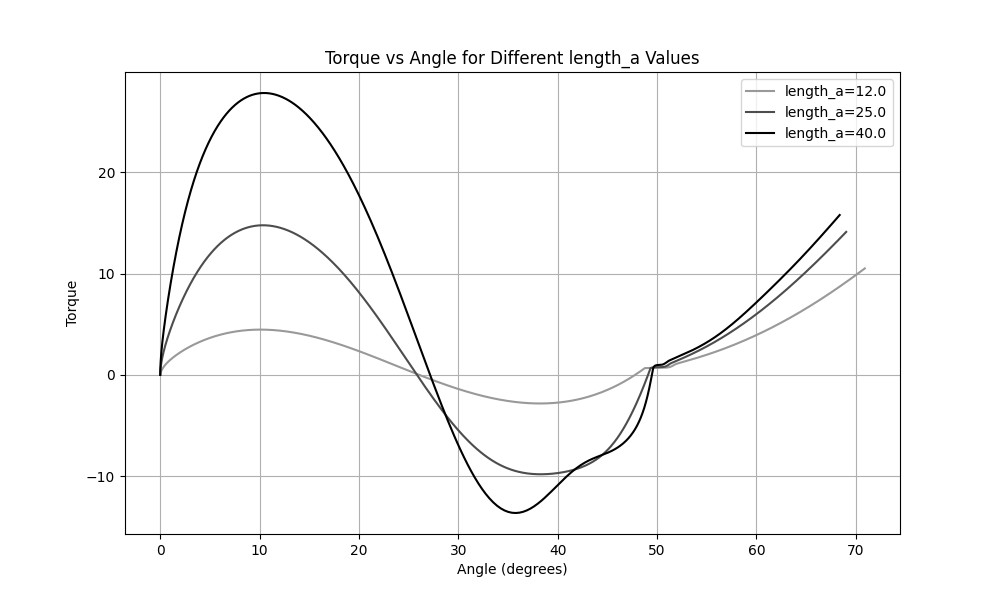 Torque vs Angle for Different length_a Values
length_a=12.0
length_a=25.0
length_a=40.0
Torque
20
10
0
−10
0 10 20 30 40 50 60 70
Angle (degrees)